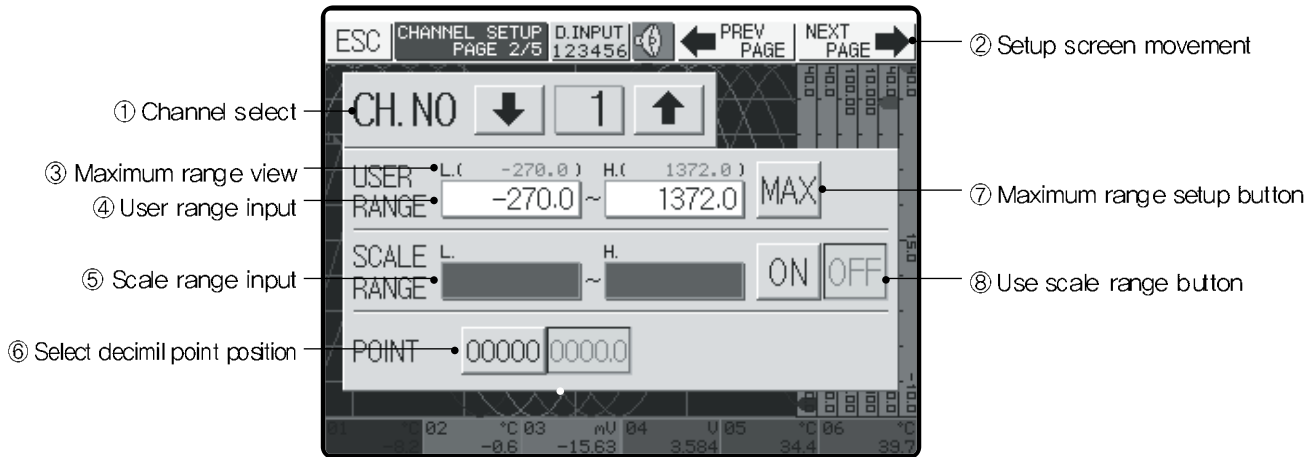 ESC
CHANNEL SETUP
PAGE 2/5
D.INPUT
123456
PREV
PAGE
NEXT
PAGE
② Setup screen movement
① Channel select
CH. NO
1
③ Maximum range view
④ User range input
USER
RANGE
L.( -270.0 ) H.( 1372.0 )
-270.0 ~ 1372.0
MAX
⑦ Maximum range setup button
⑤ Scale range input
SCALE
RANGE
L. H.
~
ON OFF
⑧ Use scale range button
⑥ Select decimil point position
POINT
00000 0000.0
01 °C 02 °C 03 mV 04 V 05 °C 06 °C
-8.2 -0.6 -15.63 3.584 34.4 39.7